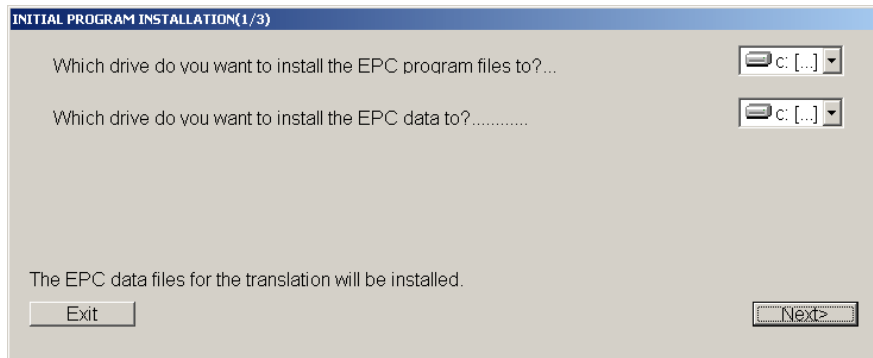 INITIAL PROGRAM INSTALLATION(1/3)
Which drive do you want to install the EPC program files to?...
c: [...]
Which drive do you want to install the EPC data to?............
c: [...]
The EPC data files for the translation will be installed.
Exit
Next>